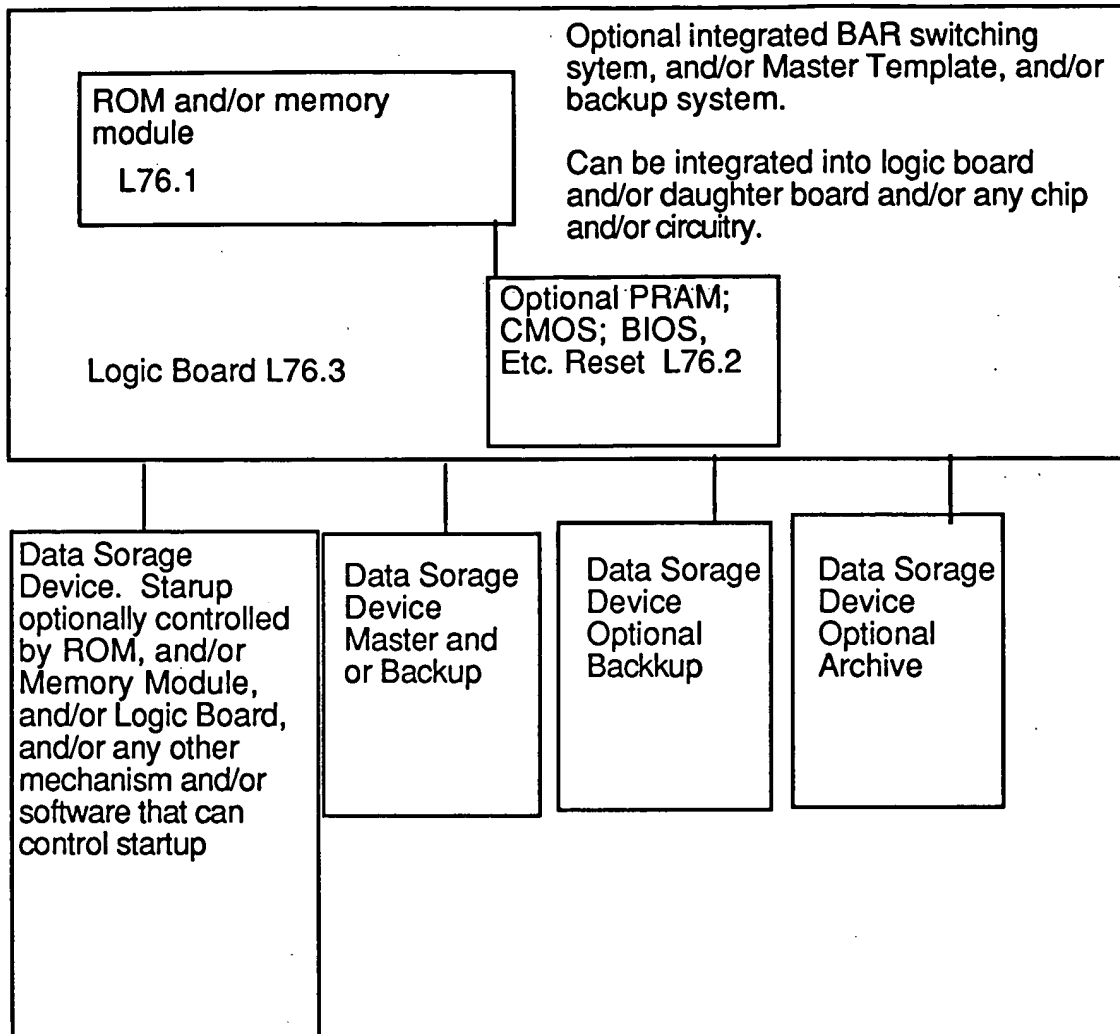 Optional integrated BAR switching
sytem, and/or Master Template, and/or
backup system.
Can be integrated into logic board
and/or daughter board and/or any chip
and/or circuitry.
ROM and/or memory
module
L76.1
Optional PRAM;
CMOS; BIOS,
Etc. Reset L76.2
Logic Board L76.3
Data Sorage
Device. Starup
optionally controlled
by ROM, and/or
Memory Module,
and/or Logic Board,
and/or any other
mechanism and/or
software that can
control startup
Data Sorage
Device
Master and
or Backup
Data Sorage
Device
Optional
Backkup
Data Sorage
Device
Optional
Archive